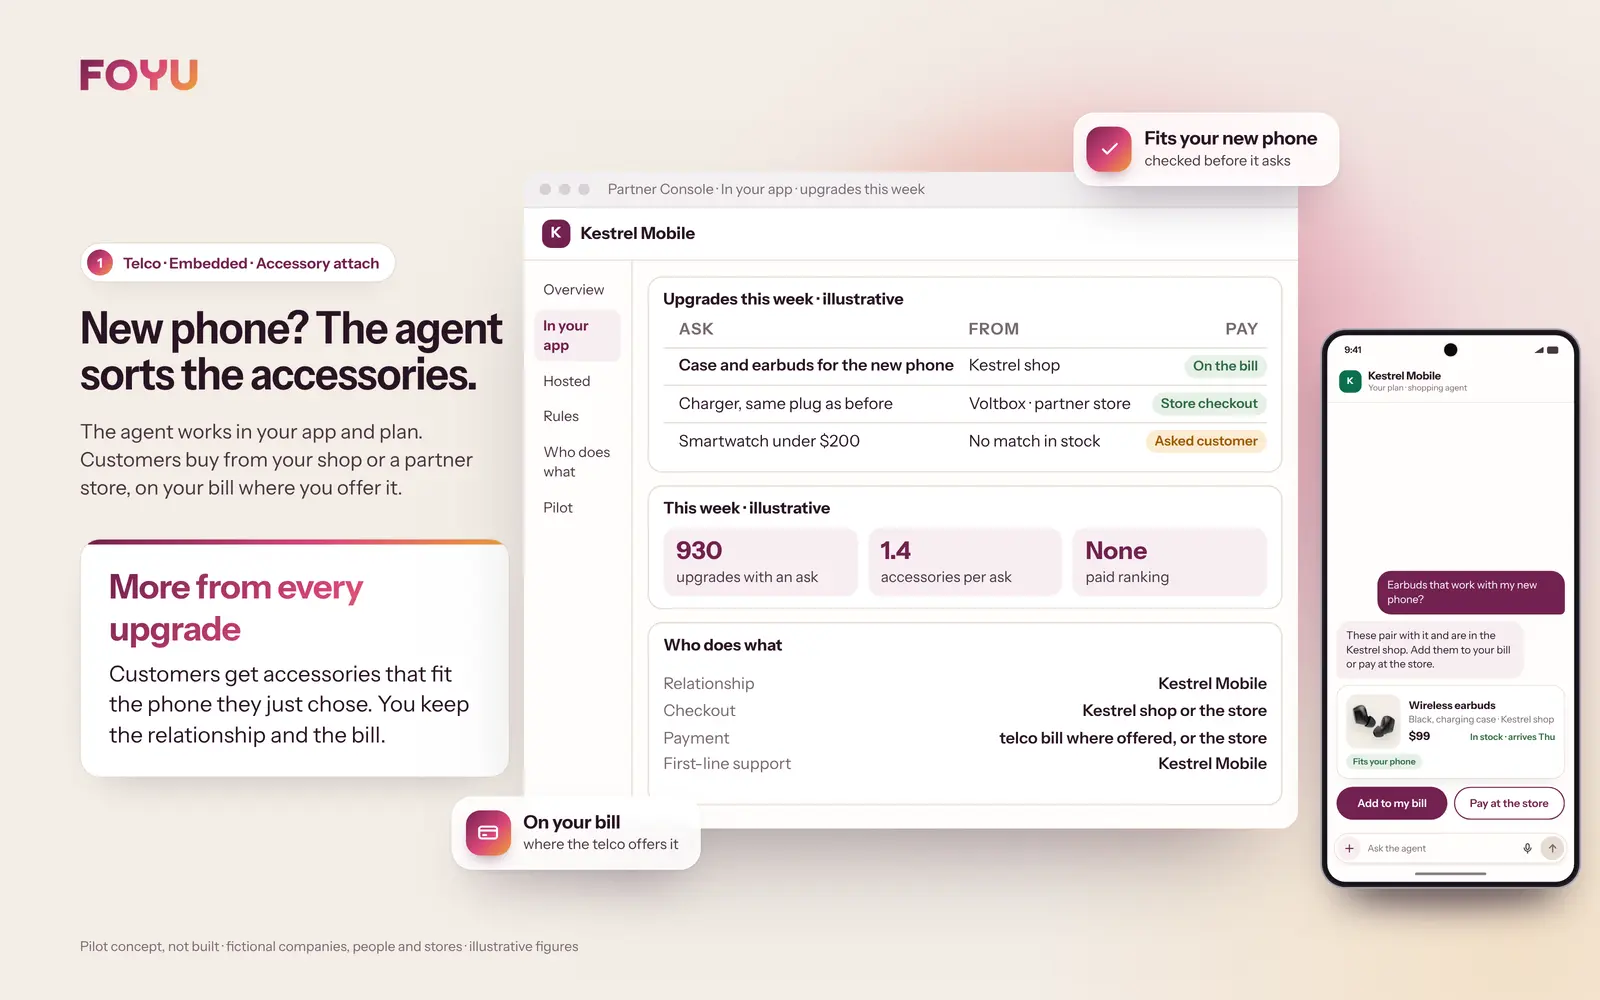 FOYU
1 Telco · Embedded · Accessory attach
New phone? The agent
sorts the accessories.
The agent works in your app and plan.
Customers buy from your shop or a partner
store, on your bill where you offer it.
More from every
upgrade
Customers get accessories that fit
the phone they just chose. You keep
the relationship and the bill.
Fits your new phone
checked before it asks
Partner Console · In your app · upgrades this week
K Kestrel Mobile
Overview
In your
app
Hosted
Rules
Who does
what
Pilot
Upgrades this week · illustrative
ASK FROM PAY
Case and earbuds for the new phone Kestrel shop On the bill
Charger, same plug as before Voltbox · partner store Store checkout
Smartwatch under $200 No match in stock Asked customer
This week · illustrative
930 1.4 None
upgrades with an ask accessories per ask paid ranking
Who does what
Relationship Kestrel Mobile
Checkout Kestrel shop or the store
Payment telco bill where offered, or the store
First-line support Kestrel Mobile
On your bill
where the telco offers it
9:41
K Kestrel Mobile
Your plan · shopping agent
Earbuds that work with my new
phone?
These pair with it and are in the
Kestrel shop. Add them to your bill
or pay at the store.
Wireless earbuds
Black, charging case · Kestrel shop
$99 In stock · arrives Thu
Fits your phone
Add to my bill Pay at the store
Ask the agent
Pilot concept, not built · fictional companies, people and stores · illustrative figures